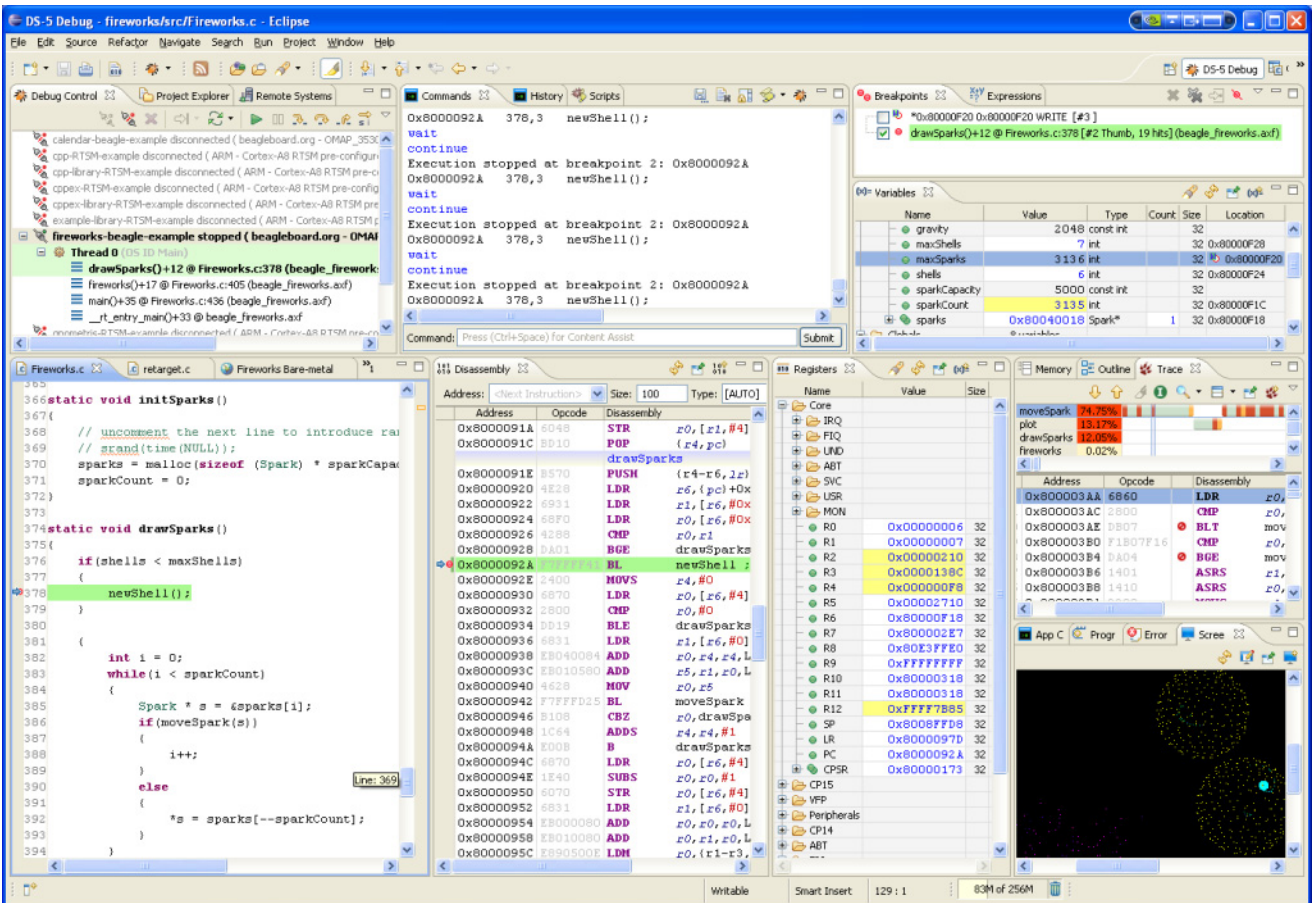 DS-5 Debug - fireworks/src/Fireworks.c - Eclipse
File Edit Source Refactor Navigate Search Run Project Window Help
DS-5 Debug
Debug Control Project Explorer Remote Systems
calendar-beagle-example disconnected ( beagleboard.org - OMAP_3530
cpp-RTSM-example disconnected ( ARM - Cortex-A8 RTSM pre-configure
cpp-library-RTSM-example disconnected ( ARM - Cortex-A8 RTSM pre-c
cppex-RTSM-example disconnected ( ARM - Cortex-A8 RTSM pre-config
cppex-library-RTSM-example disconnected ( ARM - Cortex-A8 RTSM pre
example-library-RTSM-example disconnected ( ARM - Cortex-A8 RTSM p
fireworks-beagle-example stopped ( beagleboard.org - OMAP
Thread 0 (OS ID Main)
drawSparks()+12 @ Fireworks.c:378 (beagle_firework
fireworks()+17 @ Fireworks.c:405 (beagle_fireworks.axf)
main()+35 @ Fireworks.c:436 (beagle_fireworks.axf)
__rt_entry_main()+33 @ beagle_fireworks.axf
Commands History Scripts
0x8000092A 378,3 newShell();
wait
continue
Execution stopped at breakpoint 2: 0x8000092A
0x8000092A 378,3 newShell();
wait
continue
Execution stopped at breakpoint 2: 0x8000092A
0x8000092A 378,3 newShell();
wait
continue
Execution stopped at breakpoint 2: 0x8000092A
0x8000092A 378,3 newShell();
Command: Press (Ctrl+Space) for Content Assist Submit
Breakpoints Expressions
*0x80000F20 0x80000F20 WRITE [#3 ]
drawSparks()+12 @ Fireworks.c:378 [#2 Thumb, 19 hits] (beagle_fireworks.axf)
Variables
Name Value Type Count Size Location
gravity 2048 const int 32
maxShells 7 int 32 0x80000F28
maxSparks 3136 int 32 0x80000F20
shells 6 int 32 0x80000F24
sparkCapacity 5000 const int 32
sparkCount 3135 int 32 0x80000F1C
sparks 0x80040018 Spark* 1 32 0x80000F18
Fireworks.c retarget.c Fireworks Bare-metal
365
366 static void initSparks()
367 {
368 // uncomment the next line to introduce ra
369 // srand(time(NULL));
370 sparks = malloc(sizeof (Spark) * sparkCapa
371 sparkCount = 0;
372 }
373
374 static void drawSparks()
375 {
376 if(shells < maxShells)
377 {
378 newShell();
379 }
380
381 {
382 int i = 0;
383 while(i < sparkCount)
384 {
385 Spark * s = &sparks[i];
386 if(moveSpark(s))
387 {
388 i++;
389 }
390 else
391 {
392 *s = sparks[--sparkCount];
393 }
394 }
Line: 369
Disassembly
Address: <Next Instruction> Size: 100 Type: [AUTO]
Address Opcode Disassembly
0x8000091A 6048 STR r0,[r1,#4]
0x8000091C BD10 POP {r4,pc}
drawSparks
0x8000091E B570 PUSH {r4-r6,lr}
0x80000920 4E28 LDR r6,{pc}+0x
0x80000922 6931 LDR r1,[r6,#0x
0x80000924 68F0 LDR r0,[r6,#0x
0x80000926 4288 CMP r0,r1
0x80000928 DA01 BGE drawSparks
0x8000092A F7FFFF41 BL newShell ;
0x8000092E 2400 MOVS r4,#0
0x80000930 6870 LDR r0,[r6,#4]
0x80000932 2800 CMP r0,#0
0x80000934 DD19 BLE drawSparks
0x80000936 6831 LDR r1,[r6,#0]
0x80000938 EB040084 ADD r0,r4,r4,L
0x8000093C EB010580 ADD r5,r1,r0,L
0x80000940 4628 MOV r0,r5
0x80000942 F7FFFD25 BL moveSpark
0x80000946 B108 CBZ r0,drawSpa
0x80000948 1C64 ADDS r4,r4,#1
0x8000094A E00B B drawSparks
0x8000094C 6870 LDR r0,[r6,#4]
0x8000094E 1E40 SUBS r0,r0,#1
0x80000950 6070 STR r0,[r6,#4]
0x80000952 6831 LDR r1,[r6,#0]
0x80000954 EB000080 ADD r0,r0,r0,L
0x80000958 EB010080 ADD r0,r1,r0,L
0x8000095C E890500E LDM r0,{r1-r3,
Registers
Name Value Size
Core
IRQ
FIQ
UND
ABT
SVC
USR
MON
R0 0x00000006 32
R1 0x00000007 32
R2 0x00000210 32
R3 0x0000138C 32
R4 0x000000F8 32
R5 0x00002710 32
R6 0x80000F18 32
R7 0x800002E7 32
R8 0x80E3FFE0 32
R9 0xFFFFFFFF 32
R10 0x80000318 32
R11 0x80000318 32
R12 0xFFFF7B85 32
SP 0x8008FFD8 32
LR 0x8000097D 32
PC 0x8000092A 32
CPSR 0x80000173 32
CP15
VFP
Peripherals
CP14
ABT
Memory Outline Trace
moveSpark 74.75%
plot 13.17%
drawSparks 12.05%
fireworks 0.02%
Address Opcode Disassembly
0x800003AA 6860 LDR r0,
0x800003AC 2800 CMP r0,
0x800003AE DB07 BLT mov
0x800003B0 F1B07F16 CMP r0,
0x800003B4 DA04 BGE mov
0x800003B6 1401 ASRS r1,
0x800003B8 1410 ASRS r0,
App C Progr Error Scree
Writable Smart Insert 129 : 1 83M of 256M